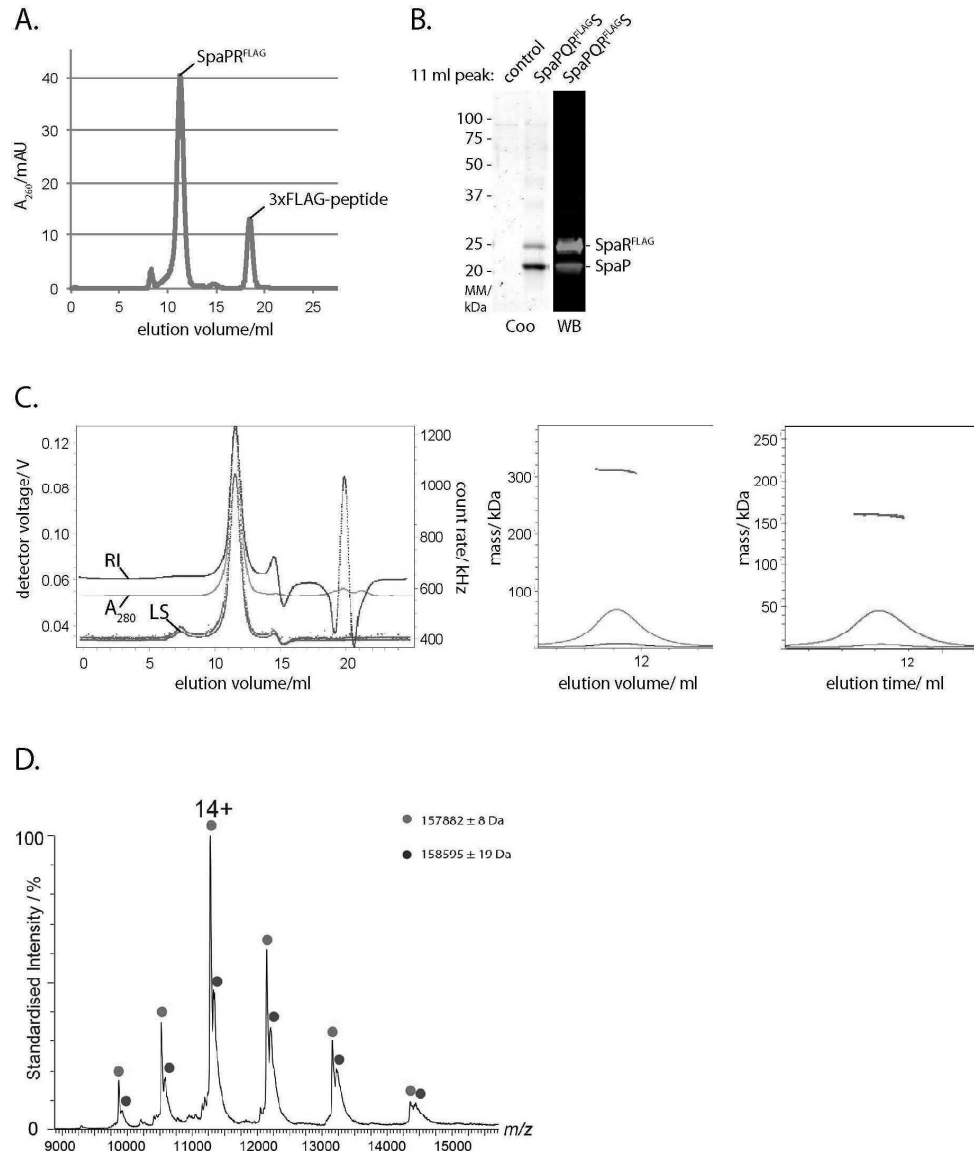 A.
SpaPR^FLAG
3xFLAG-peptide
A₂₆₀/mAU
40
30
20
10
0
0 5 10 15 20 25
elution volume/ml
B.
11 ml peak:
control
SpaPQR^FLAG S
SpaPQR^FLAG S
100 -
75 -
50 -
37 -
25 -
20 -
MM/
kDa
- SpaR^FLAG
- SpaP
Coo WB
C.
detector voltage/ V
0.12
0.08
0.10
0.06
0.04
RI
A₂₈₀
LS
1200
1000
800
600
400
count rate/ kHz
0 5 10 15 20
elution volume/ml
mass/ kDa
300
200
100
12
elution volume/ ml
mass/ kDa
250
200
150
100
50
12
elution time/ ml
D.
14+
157882 ± 8 Da
158595 ± 19 Da
Standardised Intensity / %
100
0
9000 10000 11000 12000 13000 14000 15000 m/z